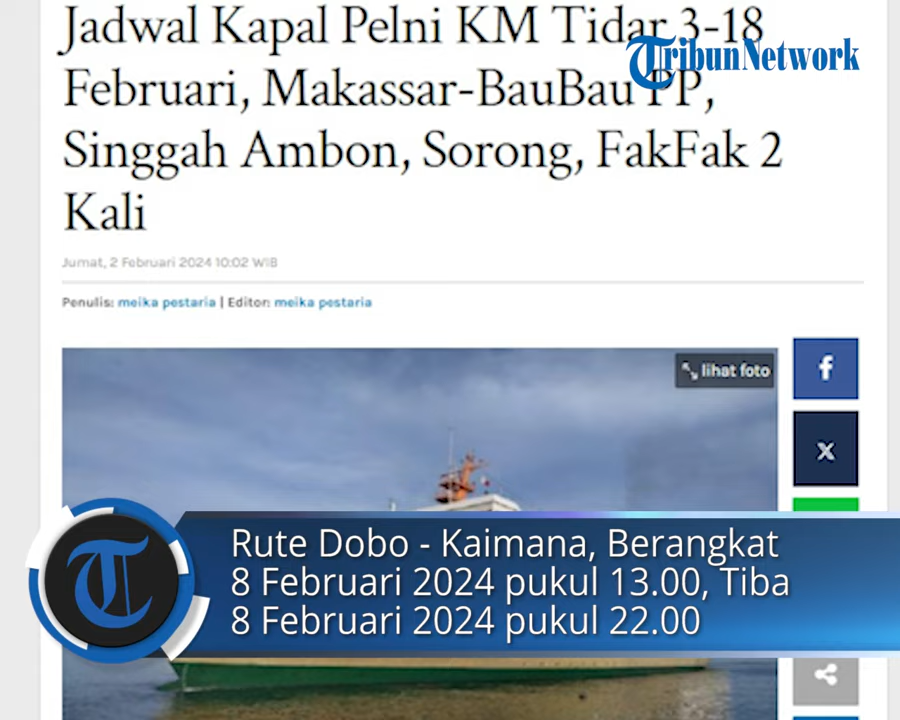 Jadwal Kapal Pelni KM Tidar 3-18
TribunNetwork
Februari, Makassar-BauBau PP,
Singgah Ambon, Sorong, FakFak 2
Kali
Jumat, 2 Februari 2024 10:02 WIB
Penulis: meika pestaria | Editor: meika pestaria
lihat foto
f
X
Rute Dobo - Kaimana, Berangkat
8 Februari 2024 pukul 13.00, Tiba
8 Februari 2024 pukul 22.00
T